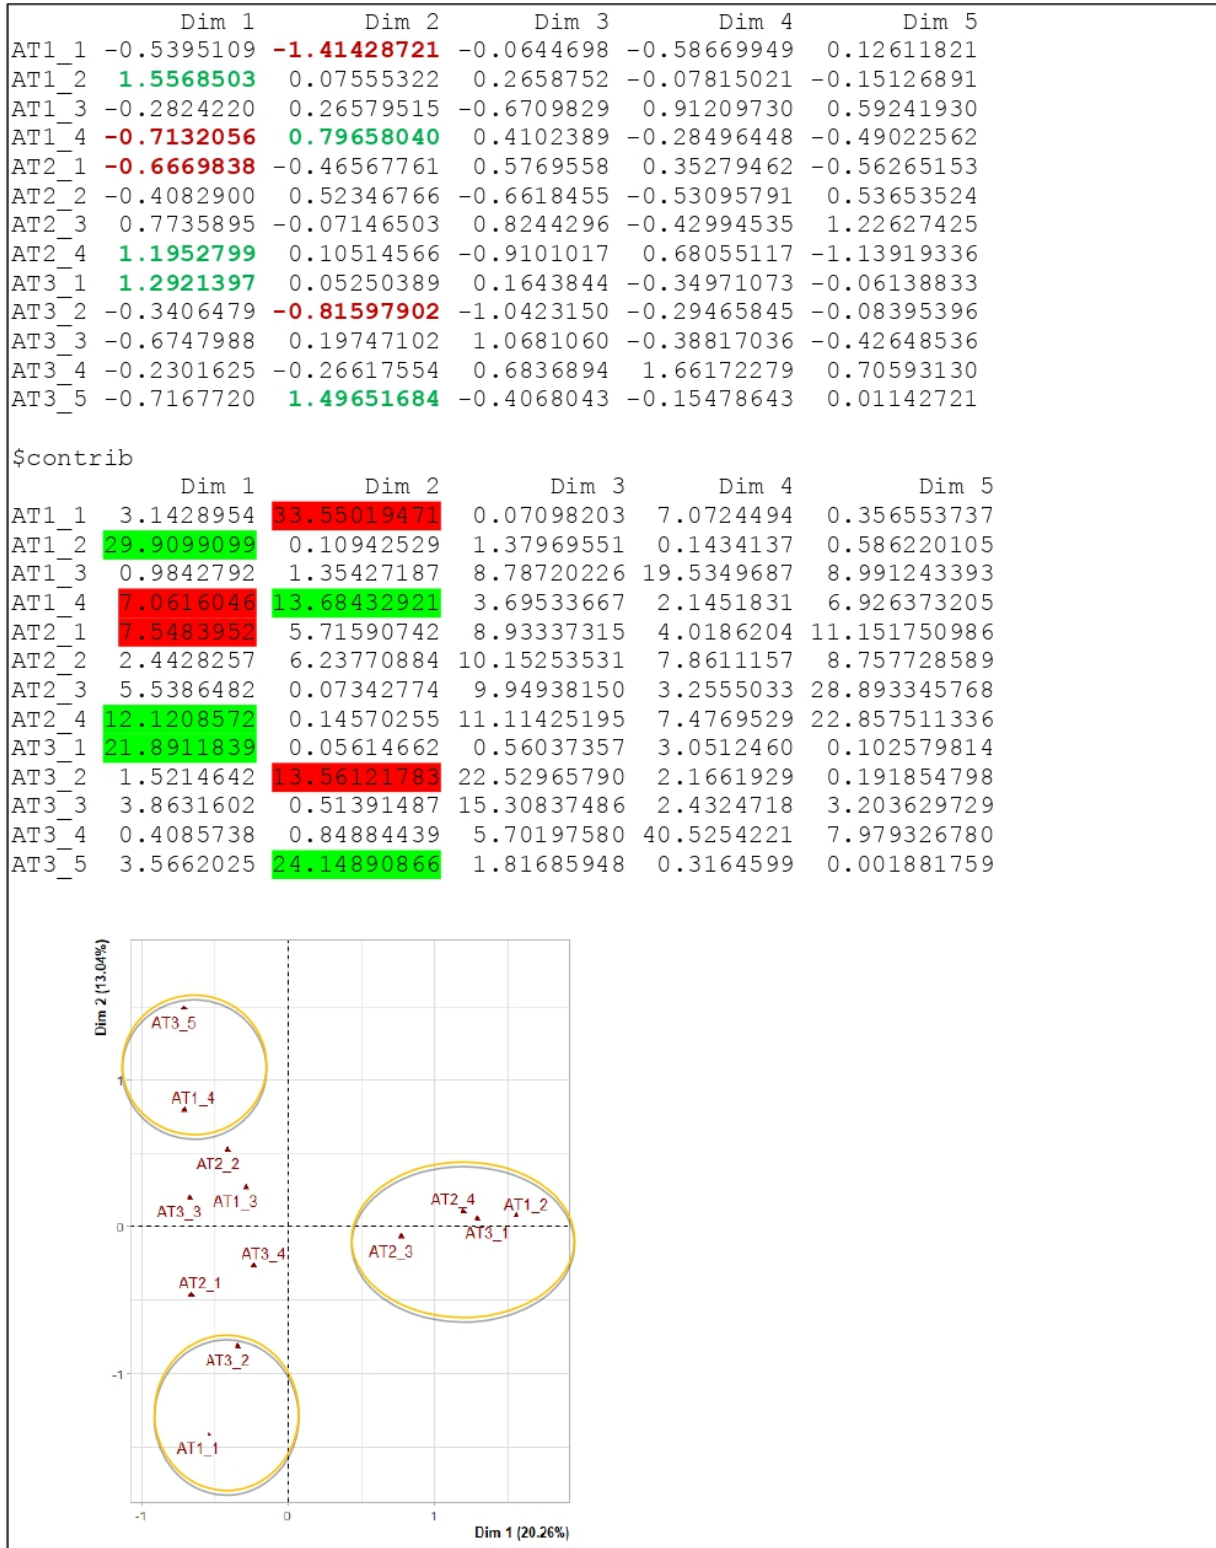 Dim 1 Dim 2 Dim 3 Dim 4 Dim 5
AT1_1 -0.5395109 -1.41428721 -0.0644698 -0.58669949 0.12611821
AT1_2 1.5568503 0.07555322 0.2658752 -0.07815021 -0.15126891
AT1_3 -0.2824220 0.26579515 -0.6709829 0.91209730 0.59241930
AT1_4 -0.7132056 0.79658040 0.4102389 -0.28496448 -0.49022562
AT2_1 -0.6669838 -0.46567761 0.5769558 0.35279462 -0.56265153
AT2_2 -0.4082900 0.52346766 -0.6618455 -0.53095791 0.53653524
AT2_3 0.7735895 -0.07146503 0.8244296 -0.42994535 1.22627425
AT2_4 1.1952799 0.10514566 -0.9101017 0.68055117 -1.13919336
AT3_1 1.2921397 0.05250389 0.1643844 -0.34971073 -0.06138833
AT3_2 -0.3406479 -0.81597902 -1.0423150 -0.29465845 -0.08395396
AT3_3 -0.6747988 0.19747102 1.0681060 -0.38817036 -0.42648536
AT3_4 -0.2301625 -0.26617554 0.6836894 1.66172279 0.70593130
AT3_5 -0.7167720 1.49651684 -0.4068043 -0.15478643 0.01142721
$contrib
Dim 1 Dim 2 Dim 3 Dim 4 Dim 5
AT1_1 3.1428954 33.55019471 0.07098203 7.0724494 0.356553737
AT1_2 29.9099099 0.10942529 1.37969551 0.1434137 0.586220105
AT1_3 0.9842792 1.35427187 8.78720226 19.5349687 8.991243393
AT1_4 7.0616046 13.68432921 3.69533667 2.1451831 6.926373205
AT2_1 7.5483952 5.71590742 8.93337315 4.0186204 11.151750986
AT2_2 2.4428257 6.23770884 10.15253531 7.8611157 8.757728589
AT2_3 5.5386482 0.07342774 9.94938150 3.2555033 28.893345768
AT2_4 12.1208572 0.14570255 11.11425195 7.4769529 22.857511336
AT3_1 21.8911839 0.05614662 0.56037357 3.0512460 0.102579814
AT3_2 1.5214642 13.56121783 22.52965790 2.1661929 0.191854798
AT3_3 3.8631602 0.51391487 15.30837486 2.4324718 3.203629729
AT3_4 0.4085738 0.84884439 5.70197580 40.5254221 7.979326780
AT3_5 3.5662025 24.14890866 1.81685948 0.3164599 0.001881759
Dim 2 (13.04%)
AT3_5
1
AT1_4
AT2_2
AT3_3 AT1_3
AT2_4 AT1_2
0
AT3_1
AT3_4 AT2_3
AT2_1
AT3_2
-1
AT1_1
-1 0 1
Dim 1 (20.26%)